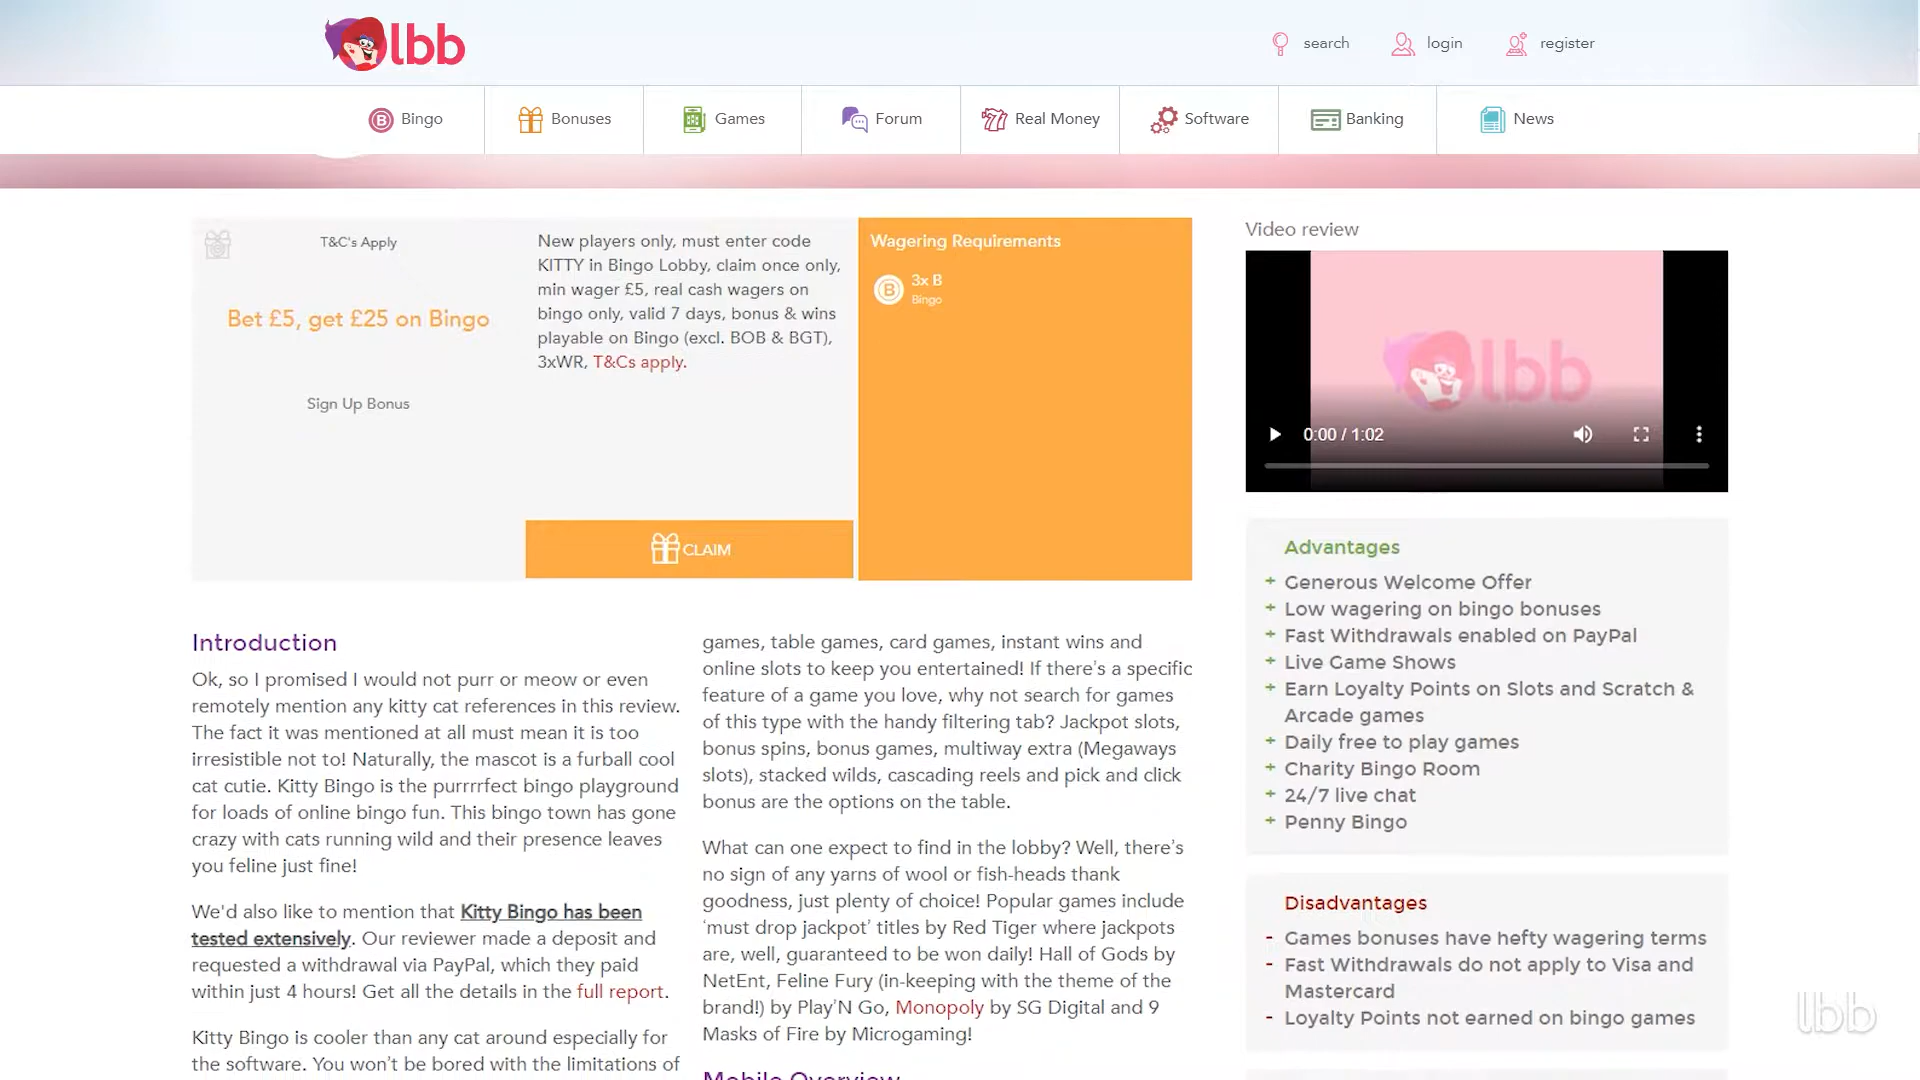 lbb
search
login
register
Bingo
Bonuses
Games
Forum
Real Money
Software
Banking
News
T&C's Apply
Bet £5, get £25 on Bingo
Sign Up Bonus
New players only, must enter code
KITTY in Bingo Lobby, claim once only,
min wager £5, real cash wagers on
bingo only, valid 7 days, bonus & wins
playable on Bingo (excl. BOB & BGT),
3xWR, T&Cs apply.
CLAIM
Wagering Requirements
B
3x B
Bingo
Video review
lbb
0:00 / 1:02
Introduction
Ok, so I promised I would not purr or meow or even
remotely mention any kitty cat references in this review.
The fact it was mentioned at all must mean it is too
irresistible not to! Naturally, the mascot is a furball cool
cat cutie. Kitty Bingo is the purrrrfect bingo playground
for loads of online bingo fun. This bingo town has gone
crazy with cats running wild and their presence leaves
you feline just fine!
We'd also like to mention that Kitty Bingo has been
tested extensively. Our reviewer made a deposit and
requested a withdrawal via PayPal, which they paid
within just 4 hours! Get all the details in the full report.
Kitty Bingo is cooler than any cat around especially for
the software. You won't be bored with the limitations of
games, table games, card games, instant wins and
online slots to keep you entertained! If there's a specific
feature of a game you love, why not search for games
of this type with the handy filtering tab? Jackpot slots,
bonus spins, bonus games, multiway extra (Megaways
slots), stacked wilds, cascading reels and pick and click
bonus are the options on the table.
What can one expect to find in the lobby? Well, there's
no sign of any yarns of wool or fish-heads thank
goodness, just plenty of choice! Popular games include
'must drop jackpot' titles by Red Tiger where jackpots
are, well, guaranteed to be won daily! Hall of Gods by
NetEnt, Feline Fury (in-keeping with the theme of the
brand!) by Play'N Go, Monopoly by SG Digital and 9
Masks of Fire by Microgaming!
Mobile Overview
Advantages
+ Generous Welcome Offer
+ Low wagering on bingo bonuses
+ Fast Withdrawals enabled on PayPal
+ Live Game Shows
+ Earn Loyalty Points on Slots and Scratch &
Arcade games
+ Daily free to play games
+ Charity Bingo Room
+ 24/7 live chat
+ Penny Bingo
Disadvantages
- Games bonuses have hefty wagering terms
- Fast Withdrawals do not apply to Visa and
Mastercard
- Loyalty Points not earned on bingo games
lbb